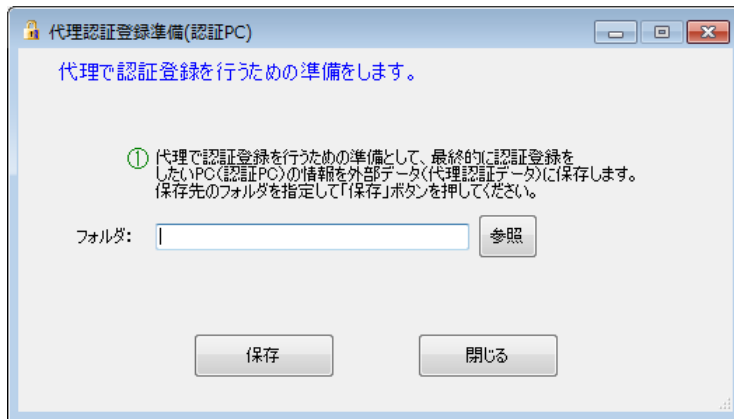 代理認証登録準備(認証PC)
代理で認証登録を行うための準備をします。
① 代理で認証登録を行うための準備として、最終的に認証登録を
したいPC(認証PC)の情報を外部データ(代理認証データ)に保存します。
保存先のフォルダを指定して「保存」ボタンを押してください。
フォルダ: 参照
保存 閉じる